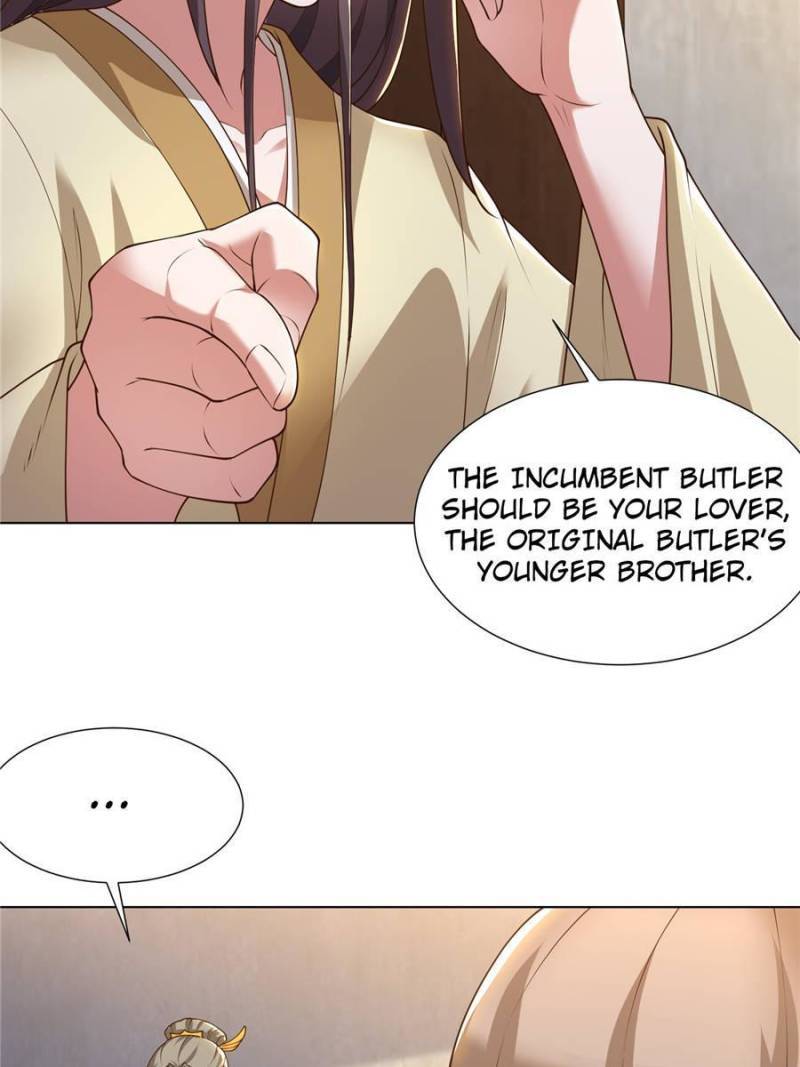 THE INCUMBENT BUTLER
SHOULD BE YOUR LOVER,
THE ORIGINAL BUTLER'S
YOUNGER BROTHER.
...